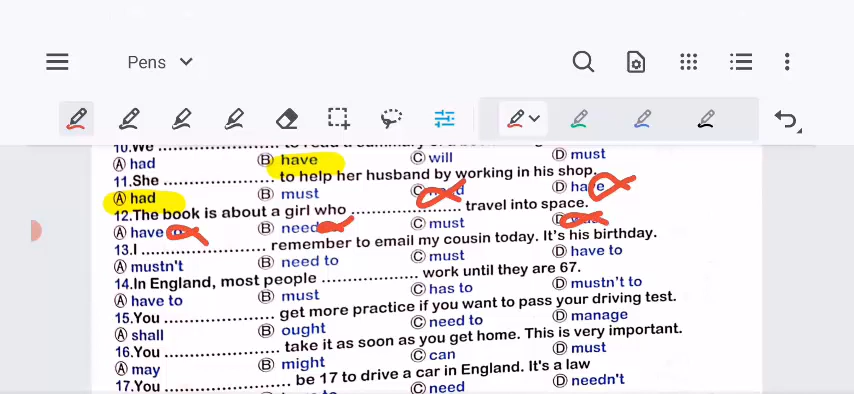 Pens
10.We ........................ to read a summary of a
Ⓐ had Ⓑ have Ⓒ will Ⓓ must
11.She ........................ to help her husband by working in his shop.
Ⓐ had Ⓑ must Ⓒ Ⓓ have
12.The book is about a girl who ........................ travel into space.
Ⓐ have Ⓑ need Ⓒ must Ⓓ
13.I ........................ remember to email my cousin today. It's his birthday.
Ⓐ mustn't Ⓑ need to Ⓒ must Ⓓ have to
14.In England, most people ........................ work until they are 67.
Ⓐ have to Ⓑ must Ⓒ has to Ⓓ mustn't to
15.You ........................ get more practice if you want to pass your driving test.
Ⓐ shall Ⓑ ought Ⓒ need to Ⓓ manage
16.You ........................ take it as soon as you get home. This is very important.
Ⓐ may Ⓑ might Ⓒ can Ⓓ must
17.You ........................ be 17 to drive a car in England. It's a law
Ⓒ need Ⓓ needn't